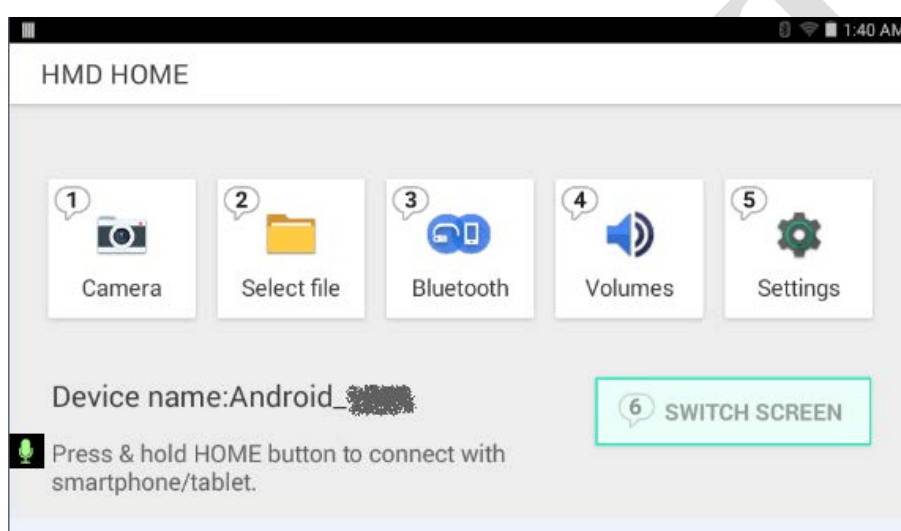 1:40 AM
HMD HOME
1 2 3 4 5
Camera Select file Bluetooth Volumes Settings
Device name:Android_
6 SWITCH SCREEN
Press & hold HOME button to connect with
smartphone/tablet.